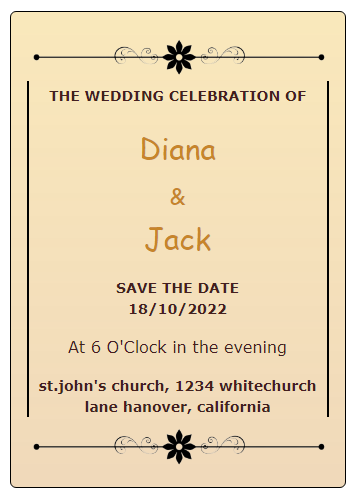 THE WEDDING CELEBRATION OF
Diana
&
Jack
SAVE THE DATE
18/10/2022
At 6 O'Clock in the evening
st.john's church, 1234 whitechurch
lane hanover, california